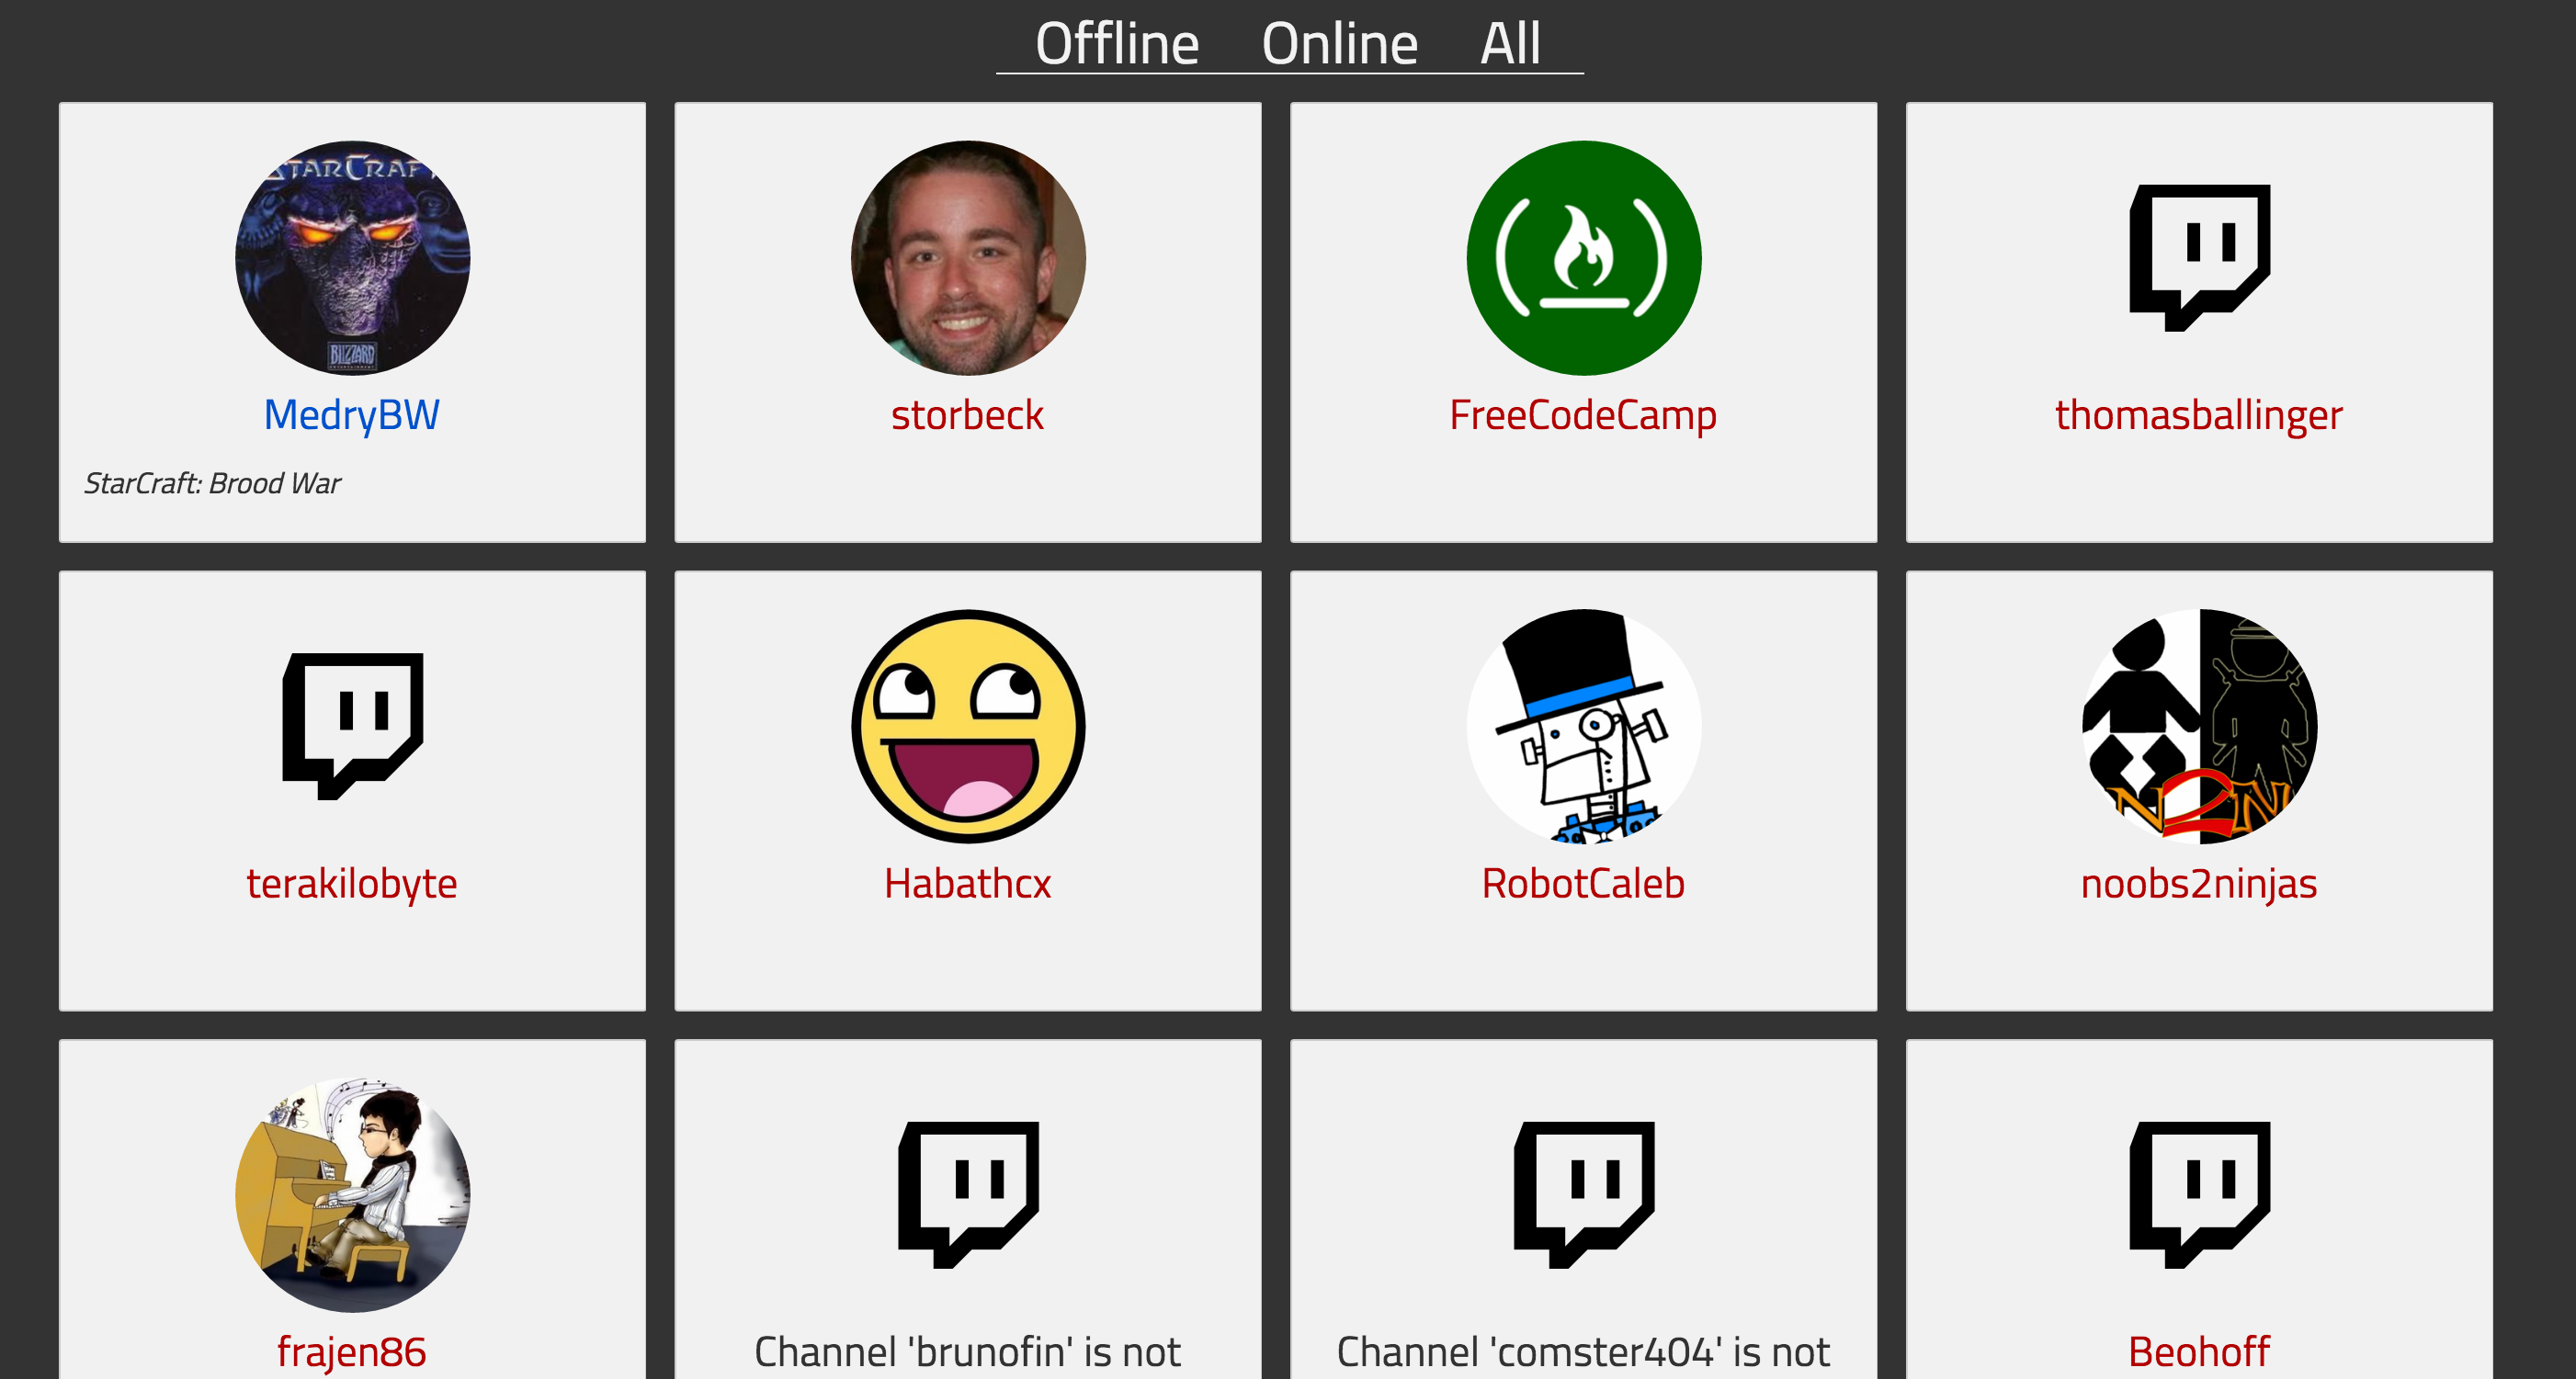 Offline Online All
STARCRAFT
BLIZZARD
ENTERTAINMENT
MedryBW
storbeck
FreeCodeCamp
thomasballinger
StarCraft: Brood War
N2N
terakilobyte
Habathcx
RobotCaleb
noobs2ninjas
frajen86
Channel 'brunofin' is not
Channel 'comster404' is not
Beohoff